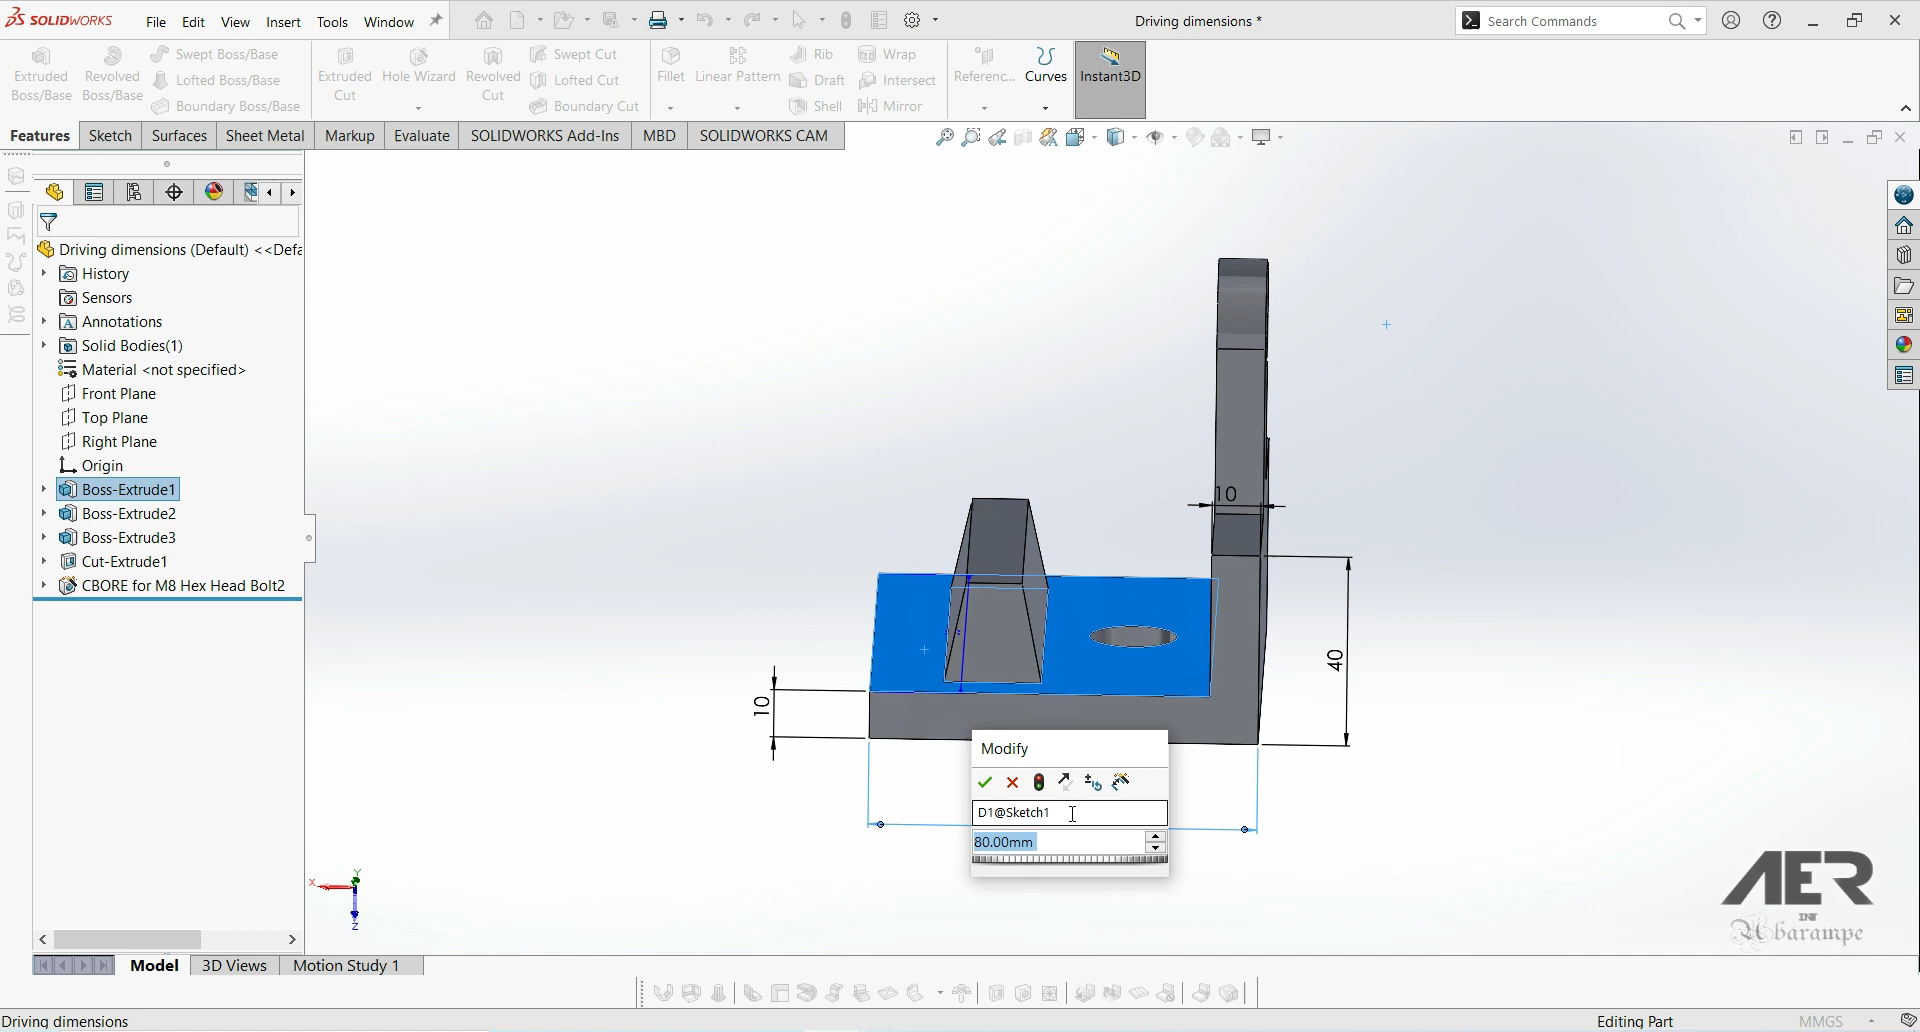 SOLIDWORKS File Edit View Insert Tools Window Driving dimensions * Search Commands
Extruded Boss/Base
Revolved Boss/Base
Swept Boss/Base
Lofted Boss/Base
Boundary Boss/Base
Extruded Cut
Hole Wizard
Revolved Cut
Swept Cut
Lofted Cut
Boundary Cut
Fillet
Linear Pattern
Rib
Draft
Shell
Wrap
Intersect
Mirror
Referenc...
Curves
Instant3D
Features Sketch Surfaces Sheet Metal Markup Evaluate SOLIDWORKS Add-Ins MBD SOLIDWORKS CAM
Driving dimensions (Default) <<Defa
History
Sensors
Annotations
Solid Bodies(1)
Material <not specified>
Front Plane
Top Plane
Right Plane
Origin
Boss-Extrude1
Boss-Extrude2
Boss-Extrude3
Cut-Extrude1
CBORE for M8 Hex Head Bolt2
10
40
10
Modify
D1@Sketch1
80.00mm
X
Y
Z
AER
INT
Abarampe
Model 3D Views Motion Study 1
Driving dimensions Editing Part MMGS